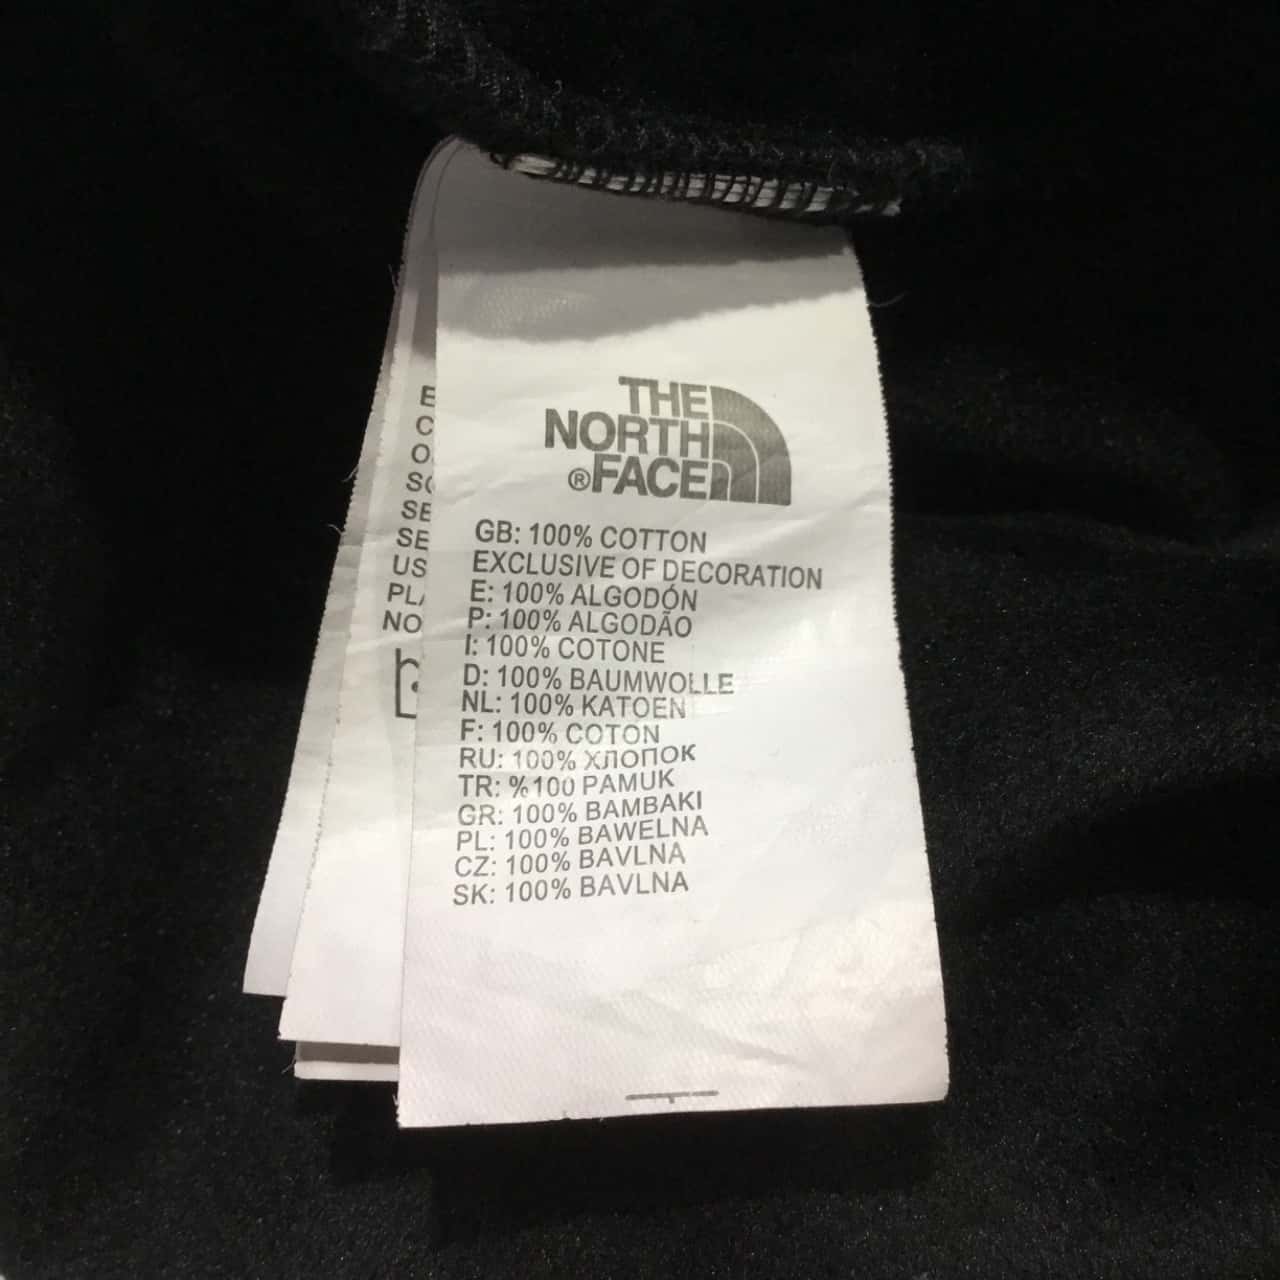 THE
NORTH
®FACE
GB: 100% COTTON
EXCLUSIVE OF DECORATION
E: 100% ALGODÓN
P: 100% ALGODÃO
I: 100% COTONE
D: 100% BAUMWOLLE
NL: 100% KATOEN
F: 100% COTON
RU: 100% ХЛОПОК
TR: %100 PAMUK
GR: 100% ΒΑΜΒΑΚΙ
PL: 100% BAWELNA
CZ: 100% BAVLNA
SK: 100% BAVLNA